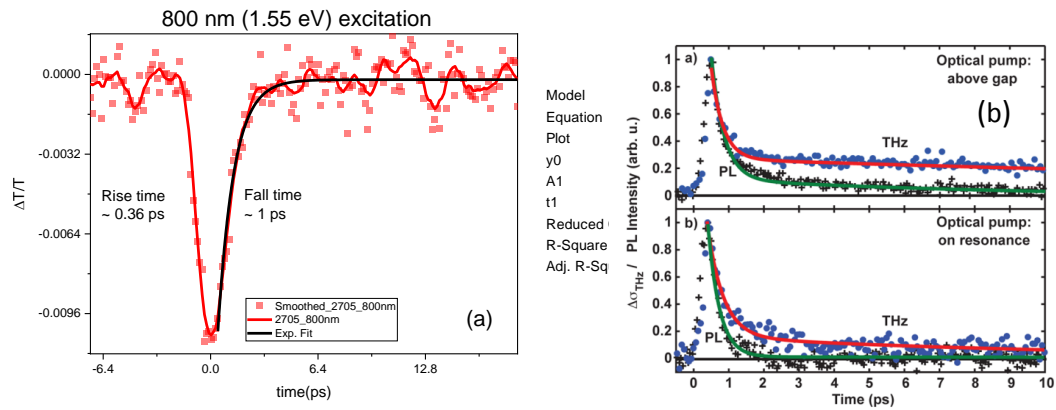 800 nm (1.55 eV) excitation
0.0000
-0.0032
-0.0064
-0.0096
ΔT/T
Rise time
~ 0.36 ps
Fall time
~ 1 ps
Smoothed_2705_800nm
2705_800nm
Exp. Fit
(a)
-6.4
0.0
6.4
12.8
time(ps)
Model
Equation
Plot
y0
A1
t1
Reduced
R-Square
Adj. R-Squ
a)
Optical pump:
above gap
(b)
1
0.8
0.6
0.4
0.2
0
THz
PL
b)
Optical pump:
on resonance
1
0.8
0.6
0.4
0.2
0
THz
PL
Δσ_THz / PL Intensity (arb. u.)
0 1 2 3 4 5 6 7 8 9 10
Time (ps)